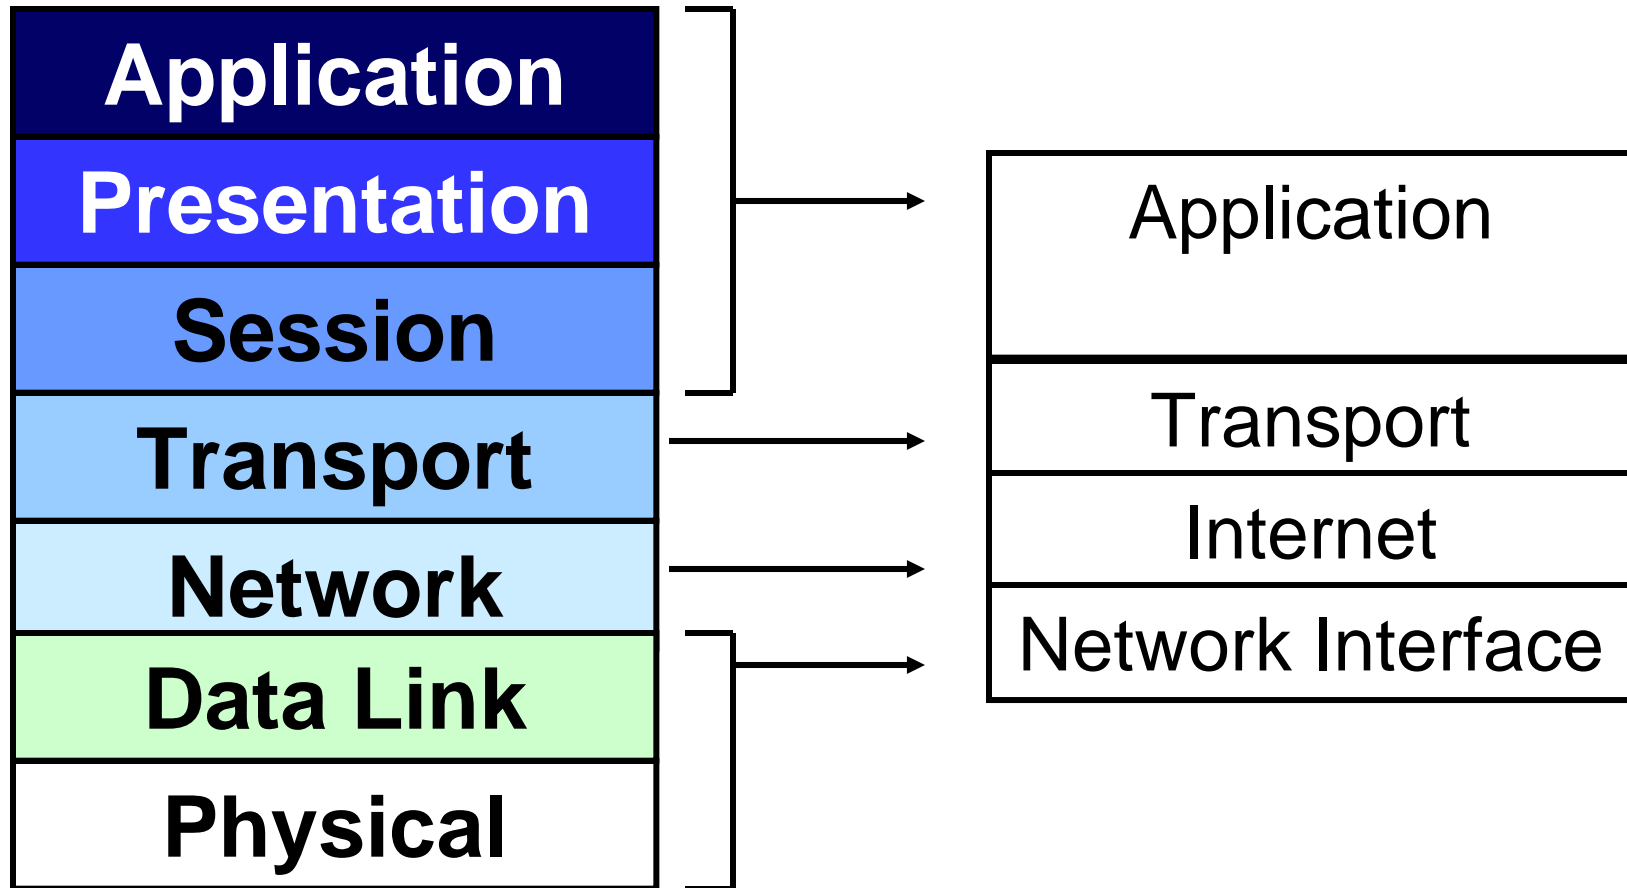 Application
Presentation
Session
Transport
Network
Data Link
Physical
Application
Transport
Internet
Network Interface